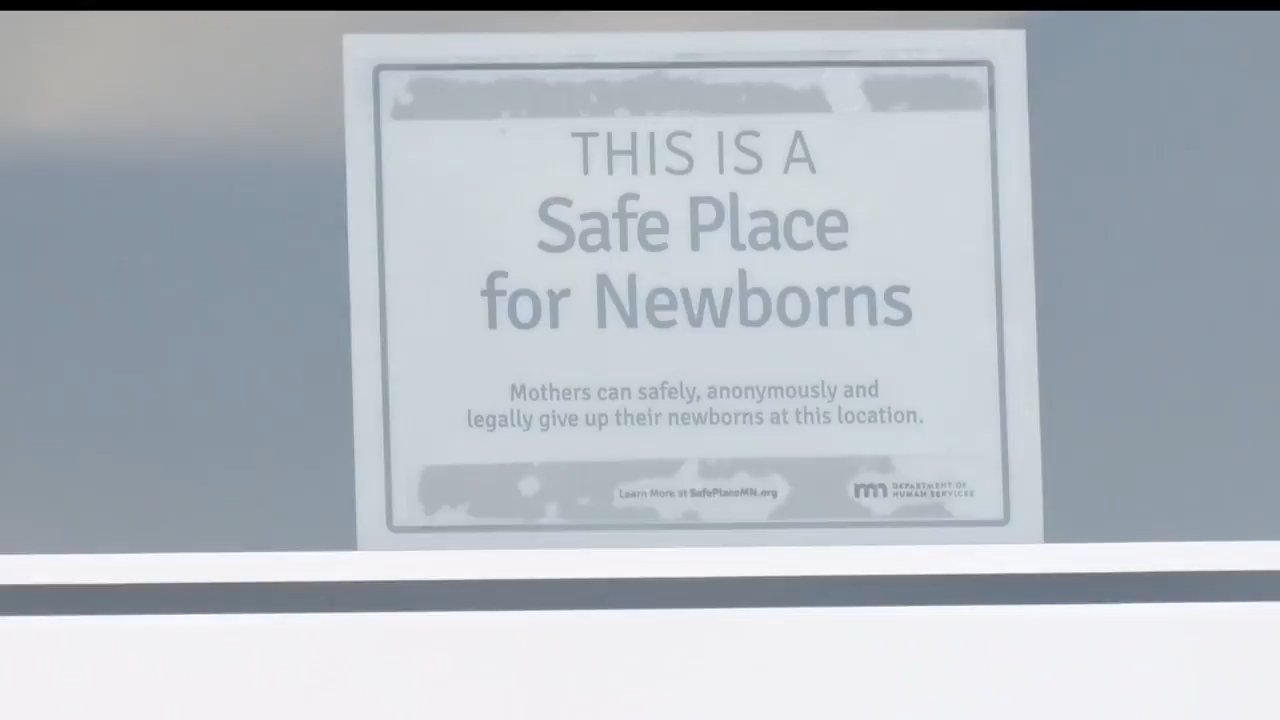 THIS IS A
Safe Place
for Newborns
Mothers can safely, anonymously and
legally give up their newborns at this location.
Learn More at SafePlaceMN.org
mn DEPARTMENT OF
HUMAN SERVICES